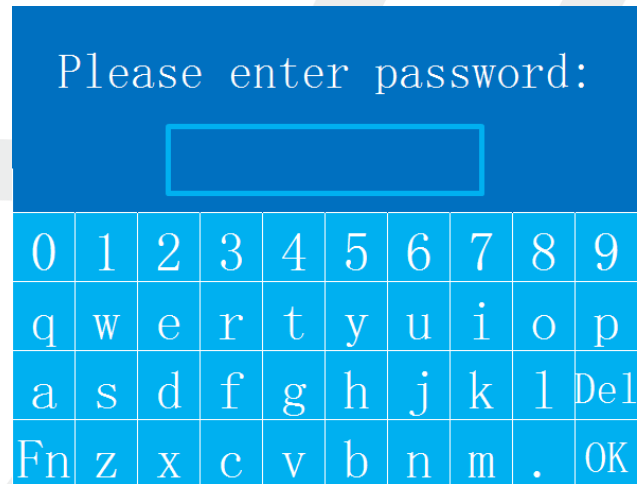 Please enter password:
0 1 2 3 4 5 6 7 8 9
q w e r t y u i o p
a s d f g h j k l Del
Fn z x c v b n m . OK